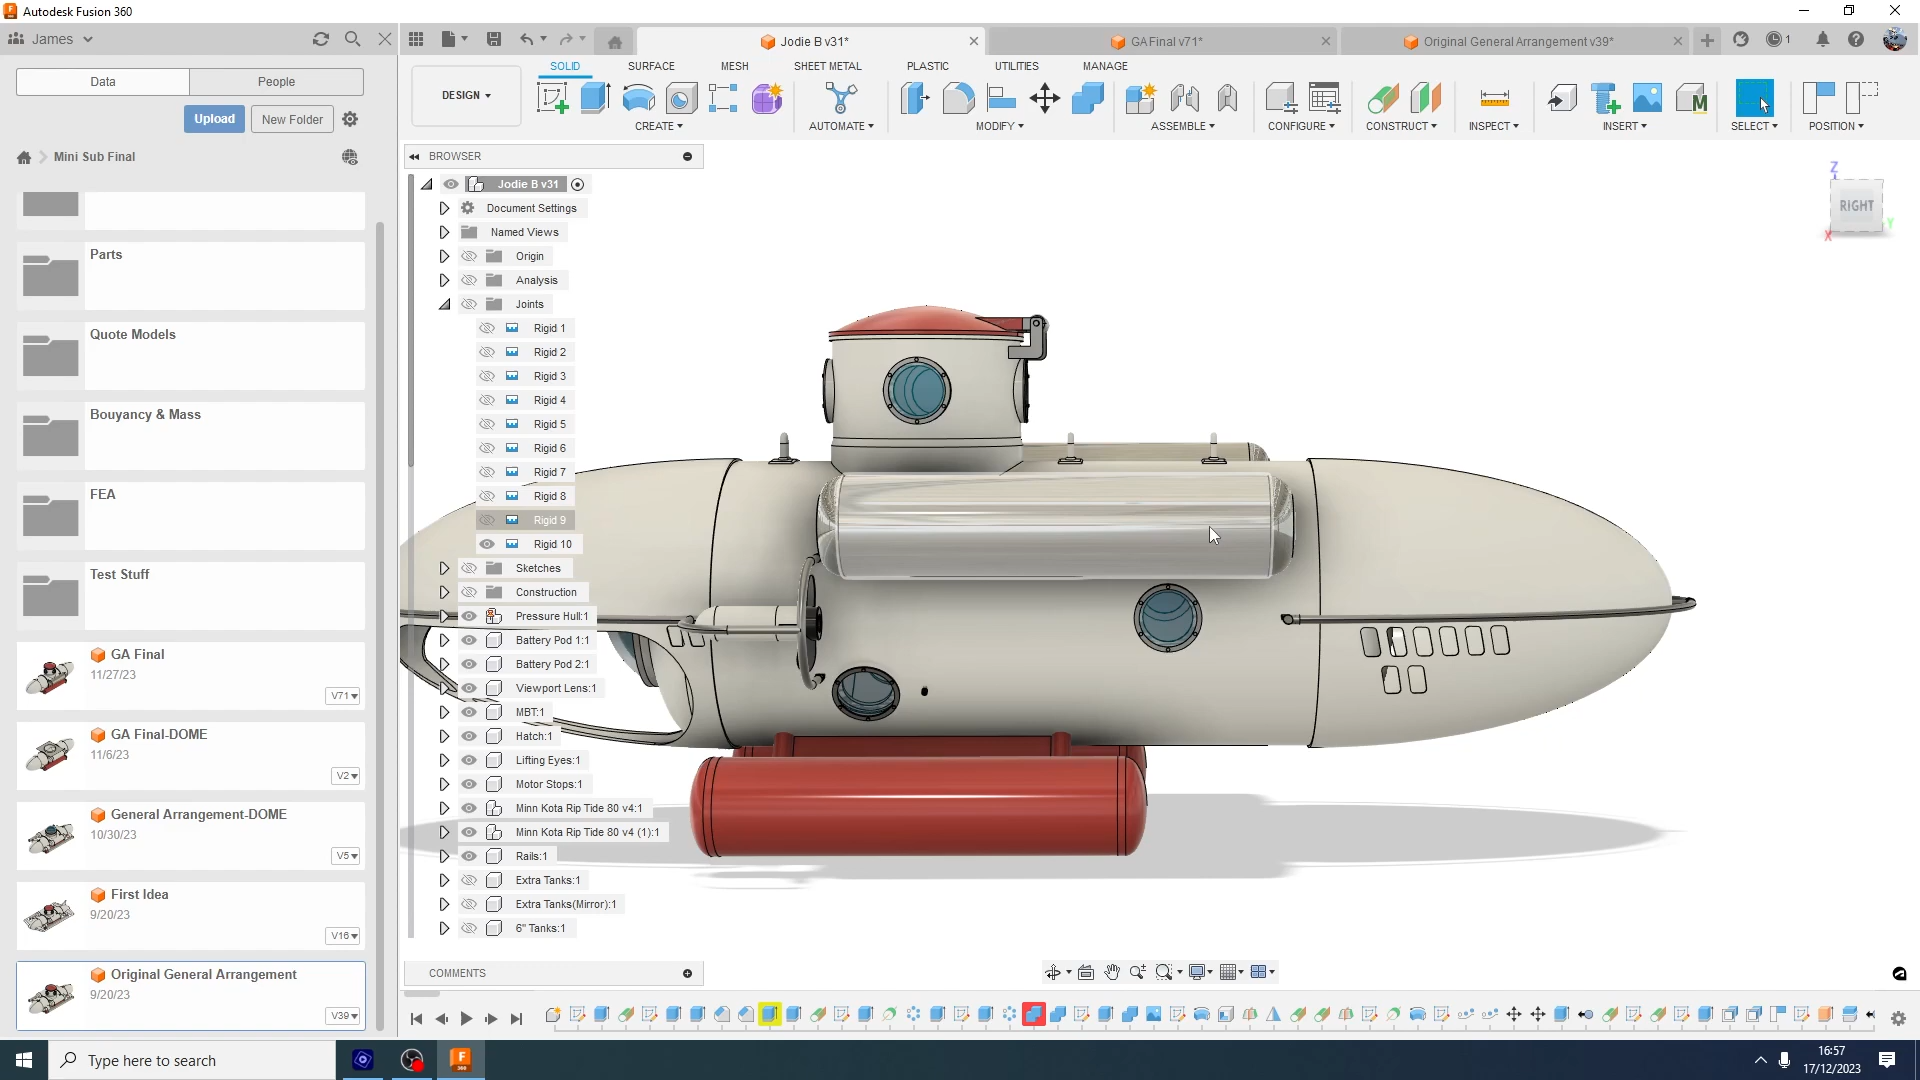 Autodesk Fusion 360
James
Jodie B v31*
GA Final v71*
Original General Arrangement v39*
1
Data
People
Upload
New Folder
Mini Sub Final
Parts
Quote Models
Bouyancy & Mass
FEA
Test Stuff
GA Final
11/27/23
V71
GA Final-DOME
11/6/23
V2
General Arrangement-DOME
10/30/23
V5
First Idea
9/20/23
V16
Original General Arrangement
9/20/23
V39
SOLID
SURFACE
MESH
SHEET METAL
PLASTIC
UTILITIES
MANAGE
DESIGN
CREATE
AUTOMATE
MODIFY
ASSEMBLE
CONFIGURE
CONSTRUCT
INSPECT
INSERT
SELECT
POSITION
BROWSER
Jodie B v31
Document Settings
Named Views
Origin
Analysis
Joints
Rigid 1
Rigid 2
Rigid 3
Rigid 4
Rigid 5
Rigid 6
Rigid 7
Rigid 8
Rigid 9
Rigid 10
Sketches
Construction
Pressure Hull:1
Battery Pod 1:1
Battery Pod 2:1
Viewport Lens:1
MBT:1
Hatch:1
Lifting Eyes:1
Motor Stops:1
Minn Kota Rip Tide 80 v4:1
Minn Kota Rip Tide 80 v4 (1):1
Rails:1
Extra Tanks:1
Extra Tanks(Mirror):1
6" Tanks:1
Z
RIGHT
Y
X
COMMENTS
Type here to search
F
360
16:57
17/12/2023